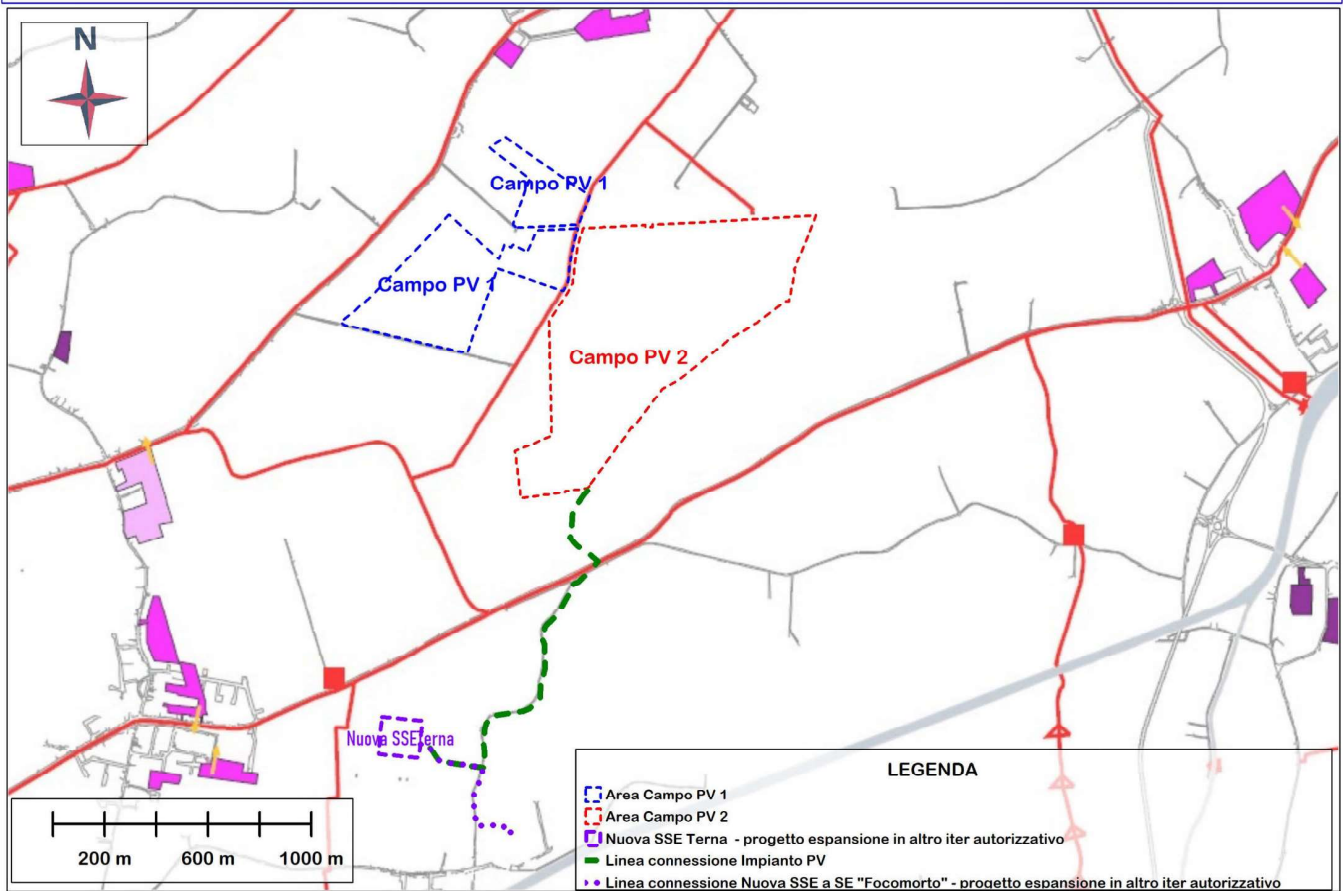 N
Campo PV 1
Campo PV 1
Campo PV 2
Nuova SSE Terna
LEGENDA
Area Campo PV 1
Area Campo PV 2
Nuova SSE Terna - progetto espansione in altro iter autorizzativo
Linea connessione Impianto PV
Linea connessione Nuova SSE a SE "Focomorto" - progetto espansione in altro iter autorizzativo
200 m 600 m 1000 m